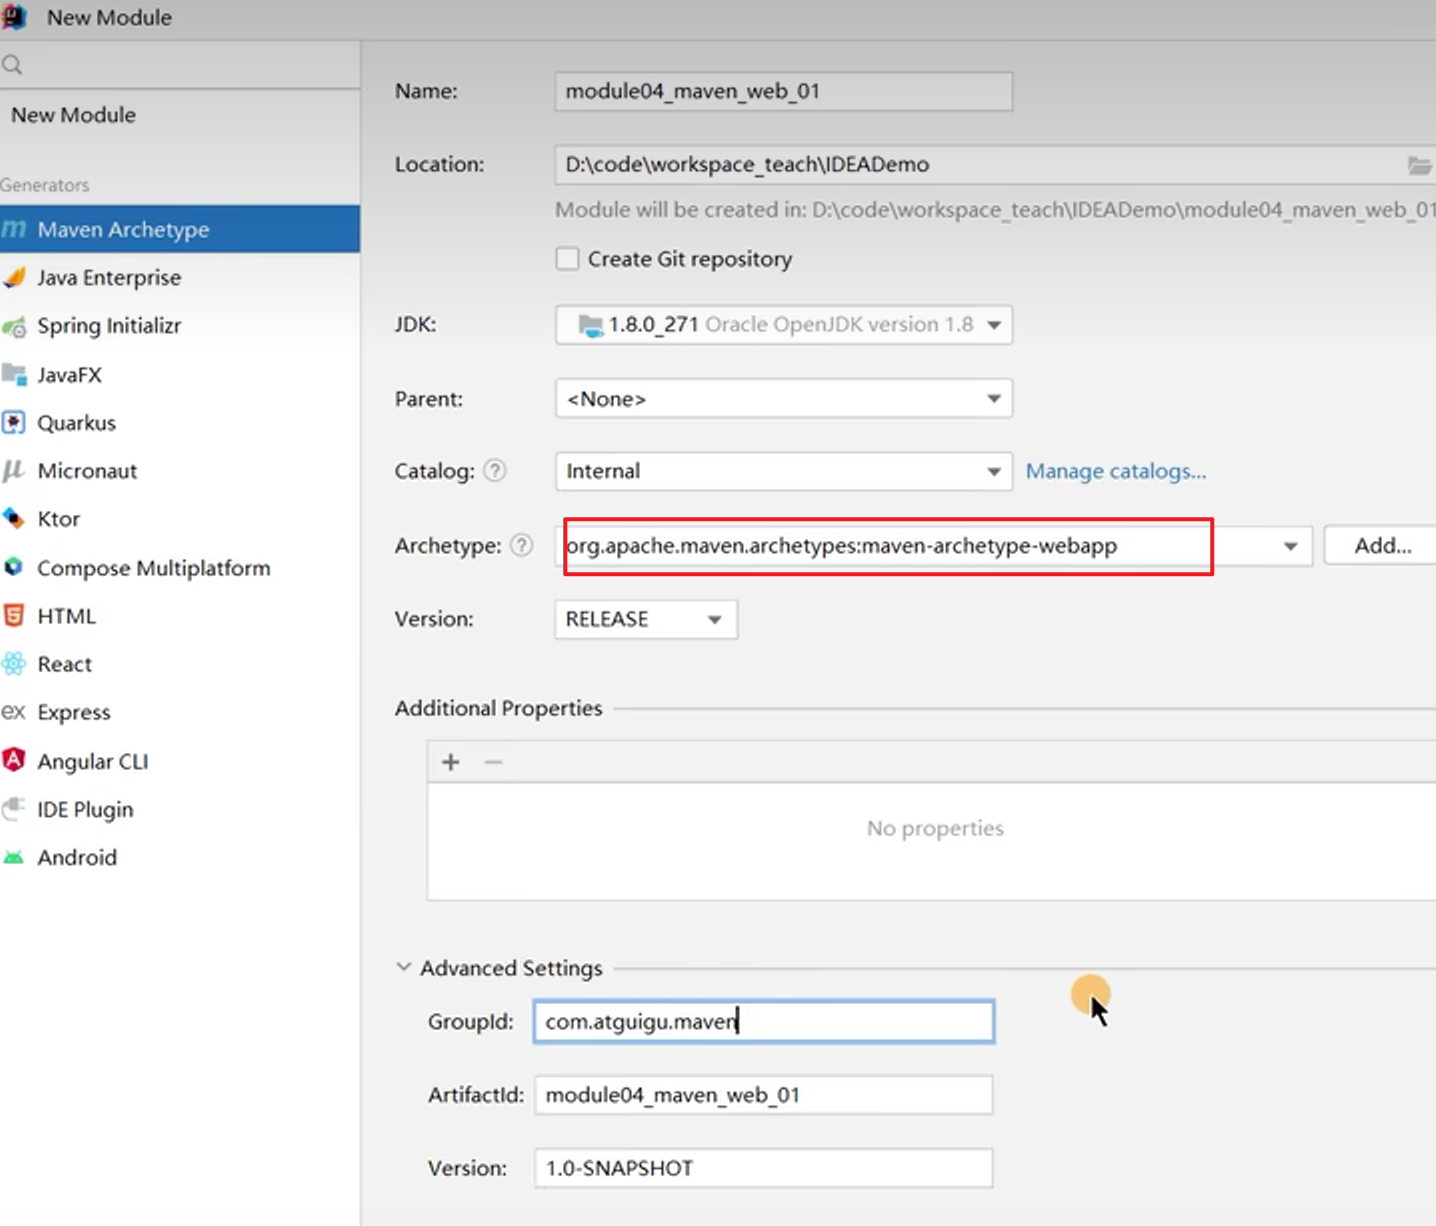 New Module
New Module
Generators
Maven Archetype
Java Enterprise
Spring Initializr
JavaFX
Quarkus
Micronaut
Ktor
Compose Multiplatform
HTML
React
ex Express
Angular CLI
IDE Plugin
Android
Name: module04_maven_web_01
Location: D:\code\workspace_teach\IDEADemo
Module will be created in: D:\code\workspace_teach\IDEADemo\module04_maven_web_01
Create Git repository
JDK: 1.8.0_271 Oracle OpenJDK version 1.8
Parent: <None>
Catalog: ? Internal Manage catalogs...
Archetype: ? org.apache.maven.archetypes:maven-archetype-webapp Add...
Version: RELEASE
Additional Properties
+ −
No properties
Advanced Settings
GroupId: com.atguigu.maven
ArtifactId: module04_maven_web_01
Version: 1.0-SNAPSHOT